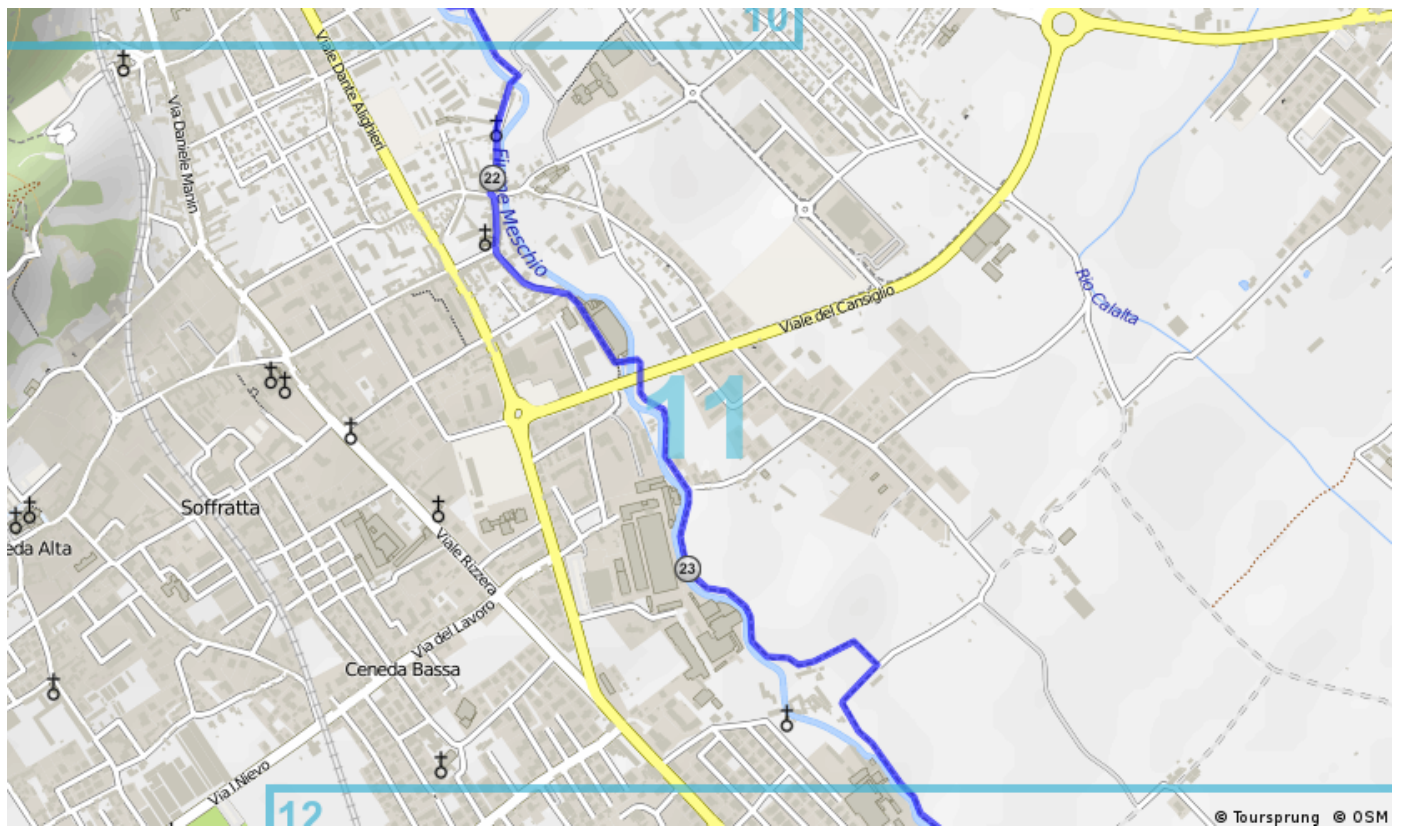 10
Viale Dante Alighieri
Via Daniele Manin
22
Meschio
Viale del Cansiglio
Rio Calalta
11
Soffratta
eda Alta
Viale Rizzera
23
Via del Lavoro
Ceneda Bassa
Via I.Nievo
12
© Toursprung © OSM